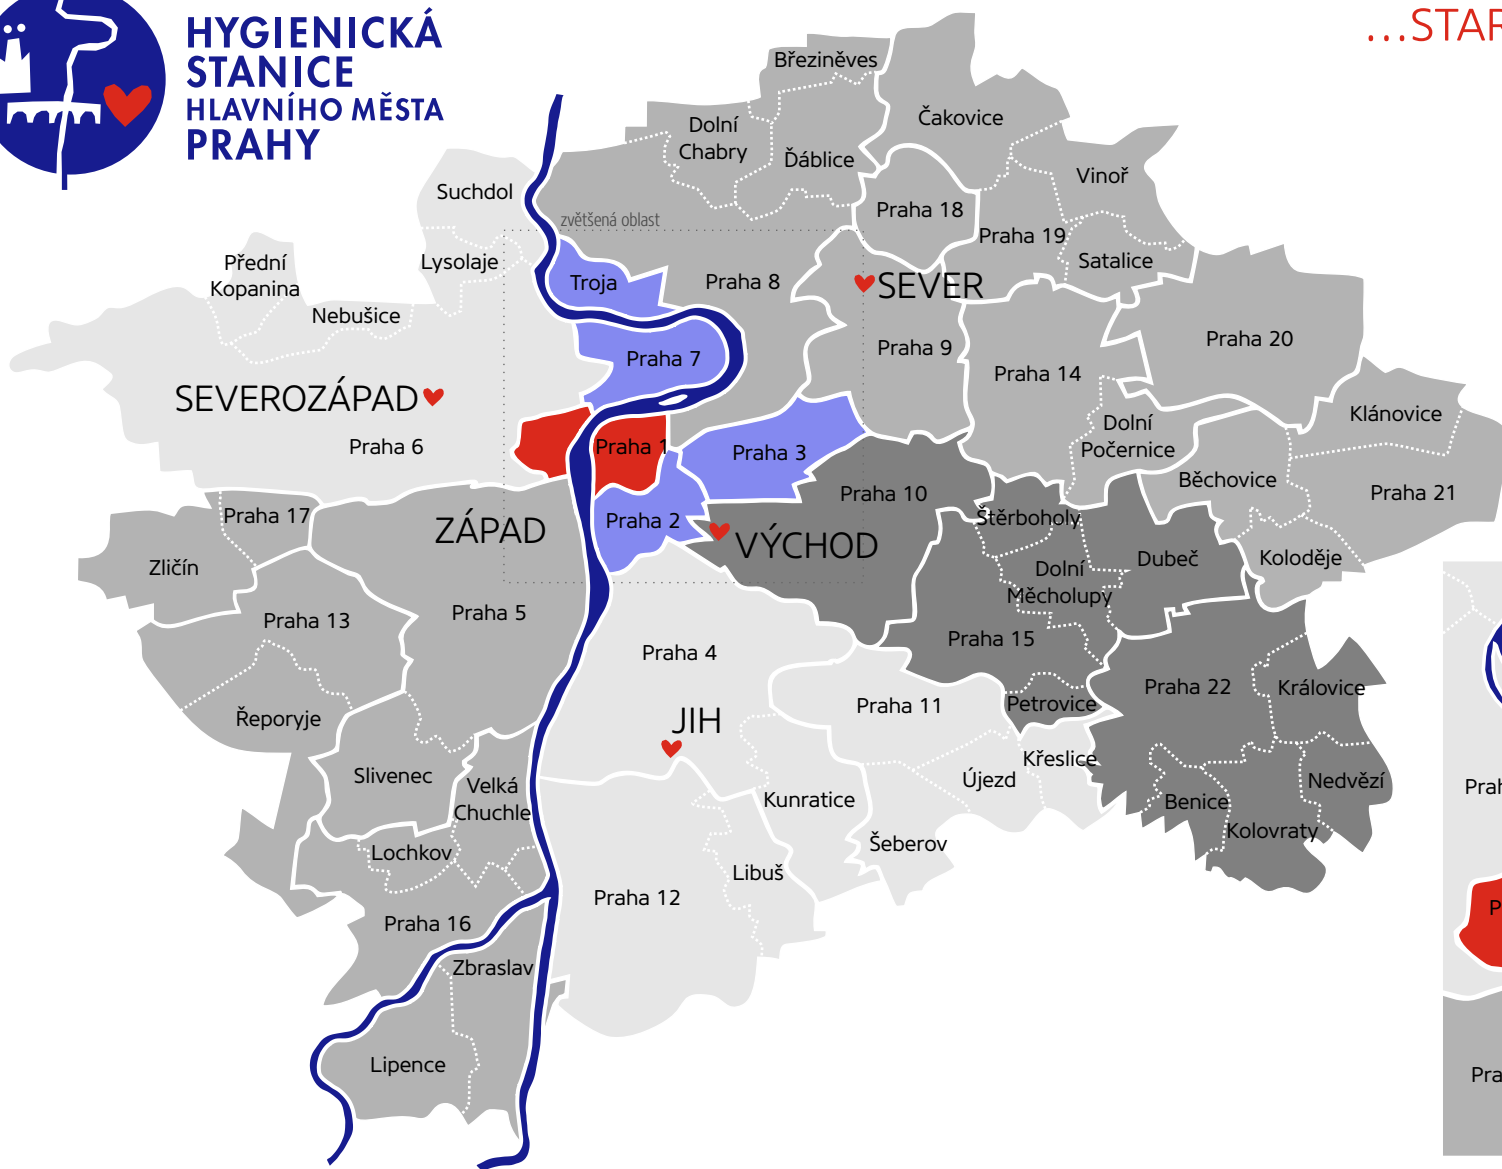 HYGIENICKÁ
STANICE
HLAVNÍHO MĚSTA
PRAHY
...STAR
Březiněves
Dolní
Chabry
Čakovice
Ďáblice
Vinoř
Suchdol
Praha 18
zvětšená oblast
Praha 19
Lysolaje
Přední
Kopanina
Satalice
Troja
Praha 8
SEVER
Nebušice
Praha 20
Praha 9
Praha 7
Praha 14
SEVEROZÁPAD
Klánovice
Dolní
Počernice
Praha 6
Praha 1
Praha 3
Běchovice
Praha 10
Praha 21
Praha 17
Štěrboholy
Praha 2
ZÁPAD
VÝCHOD
Dubeč
Koloděje
Zličín
Dolní
Měcholupy
Praha 5
Praha 13
Praha 15
Praha 4
Praha 22
Královice
Petrovice
Praha 11
Řeporyje
JIH
Křeslice
Slivenec
Újezd
Nedvězí
Velká
Chuchle
Kunratice
Benice
Prah
Kolovraty
Šeberov
Lochkov
Libuš
Praha 12
P
Praha 16
Zbraslav
Lipence
Pra